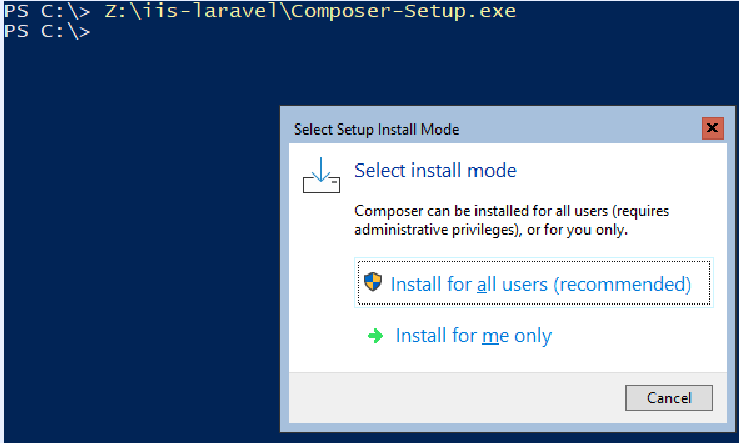 PS C:\> Z:\iis-laravel\Composer-Setup.exe
PS C:\>
Select Setup Install Mode
Select install mode
Composer can be installed for all users (requires
administrative privileges), or for you only.
Install for all users (recommended)
Install for me only
Cancel